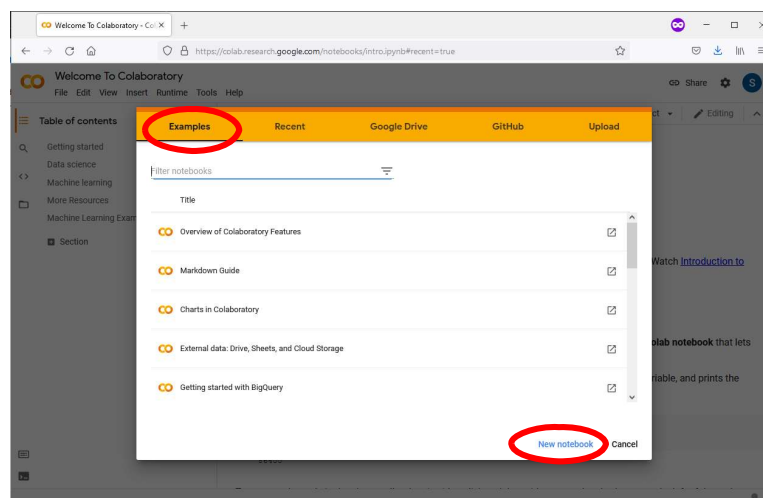 Welcome To Colaboratory - Col
https://colab.research.google.com/notebooks/intro.ipynb#recent=true
Welcome To Colaboratory
File Edit View Insert Runtime Tools Help
Share
S
Table of contents
Editing
Examples Recent Google Drive GitHub Upload
Getting started
Data science
Machine learning
More Resources
Machine Learning Exam
Section
Filter notebooks
Title
Overview of Colaboratory Features
Markdown Guide
Charts in Colaboratory
External data: Drive, Sheets, and Cloud Storage
Getting started with BigQuery
Watch Introduction to
olab notebook that lets
riable, and prints the
New notebook Cancel